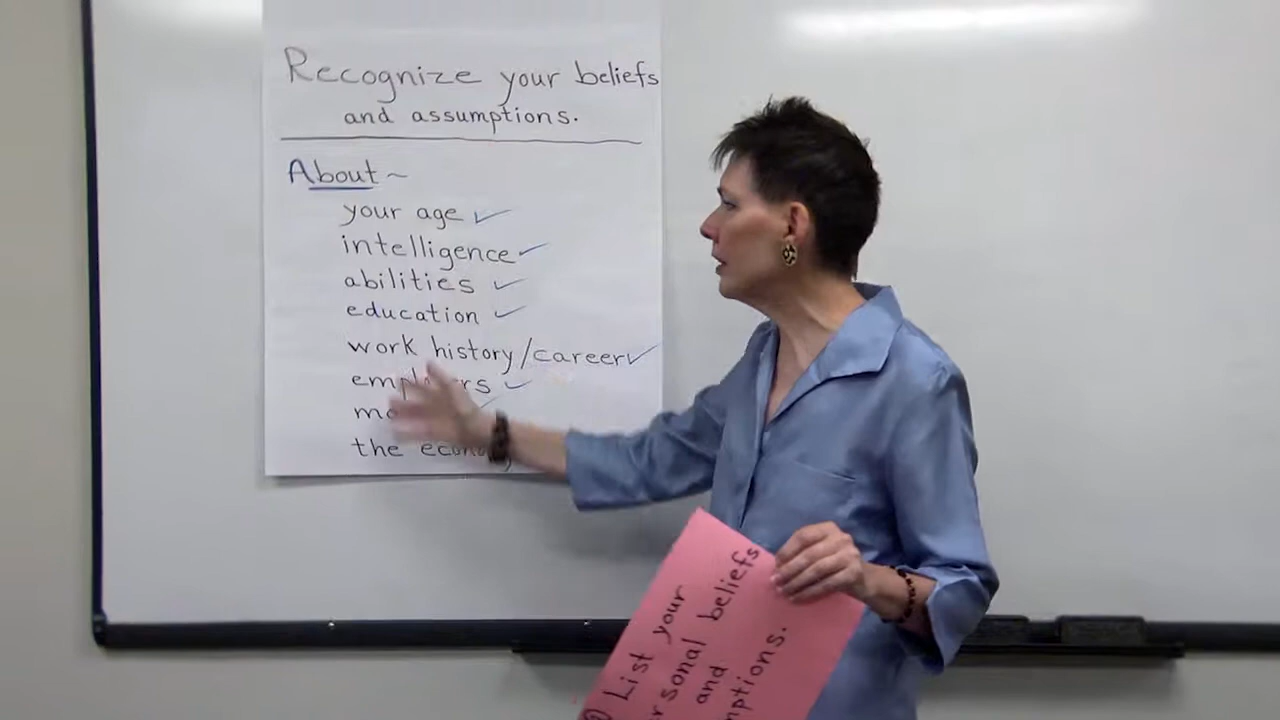 Recognize your beliefs
and assumptions.
About ~
your age ✓
intelligence ✓
abilities ✓
education ✓
work history/career ✓
✓
the
List your
beliefs
and